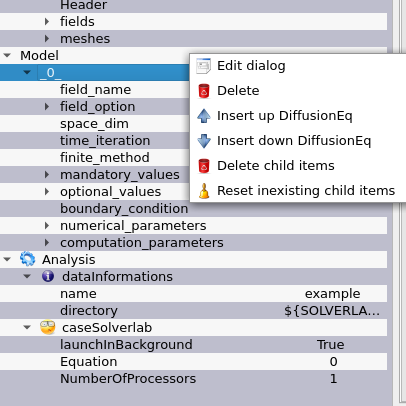 Header
fields
meshes
Model
_0_
Edit dialog
Delete
Insert up DiffusionEq
Insert down DiffusionEq
Delete child items
Reset inexisting child items
field_name
field_option
space_dim
time_iteration
finite_method
mandatory_values
optional_values
boundary_condition
numerical_parameters
computation_parameters
Analysis
dataInformations
name example
directory ${SOLVERLA...
caseSolverlab
launchInBackground True
Equation 0
NumberOfProcessors 1